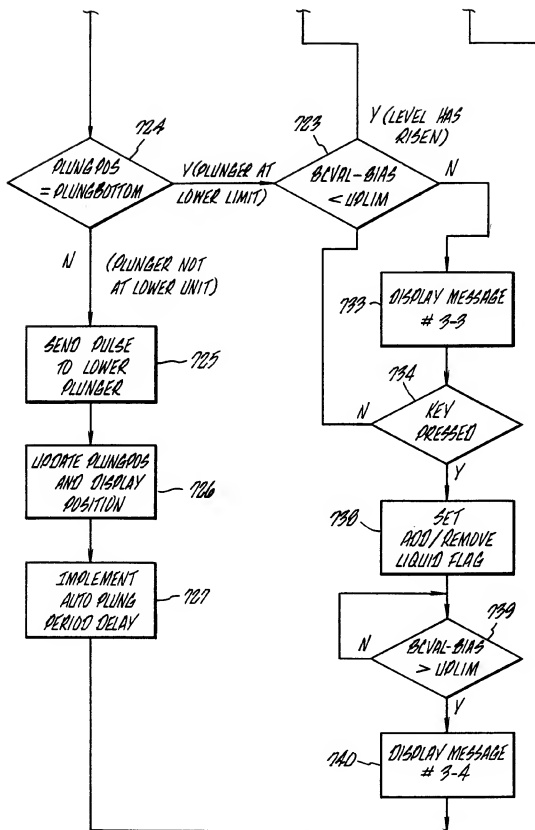 724
PLUNGPOS
= PLUNGBOTTOM
Y (PLUNGER AT
LOWER LIMIT)
723
Y (LEVEL HAS
RISEN)
BCVAL-BIAS
< UPLIM
N
N
(PLUNGER NOT
AT LOWER UNIT)
SEND PULSE
TO LOWER
PLUNGER
725
UPDATE PLUNGPOS
AND DISPLAY
POSITION
726
IMPLEMENT
AUTO PLUNG
PERIOD DELAY
727
733
DISPLAY MESSAGE
# 3-3
734
N
KEY
PRESSED
Y
738
SET
ADD/REMOVE
LIQUID FLAG
739
N
BCVAL-BIAS
> UPLIM
Y
740
DISPLAY MESSAGE
# 3-4